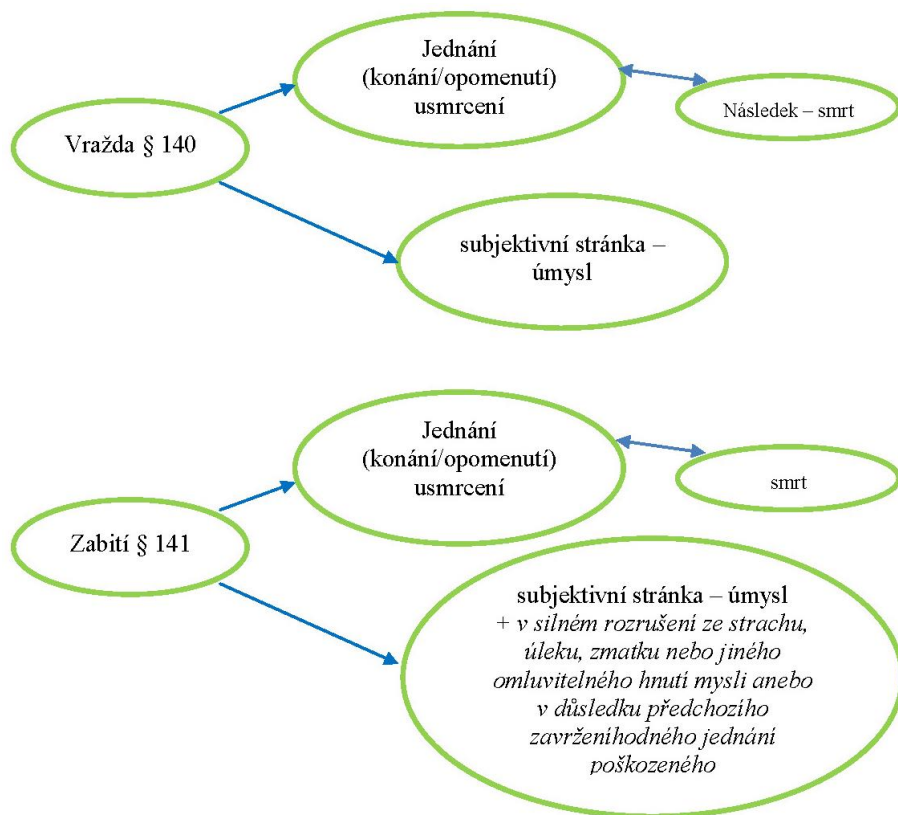 Jednání
(konání/opomenutí)
usmrcení
Následek – smrt
Vražda § 140
subjektivní stránka –
úmysl
Jednání
(konání/opomenutí)
usmrcení
smrt
Zabití § 141
subjektivní stránka – úmysl
+ v silném rozrušení ze strachu,
úleku, zmatku nebo jiného
omluvitelného hnutí mysli anebo
v důsledku předchozího
zavrženíhodného jednání
poškozeného